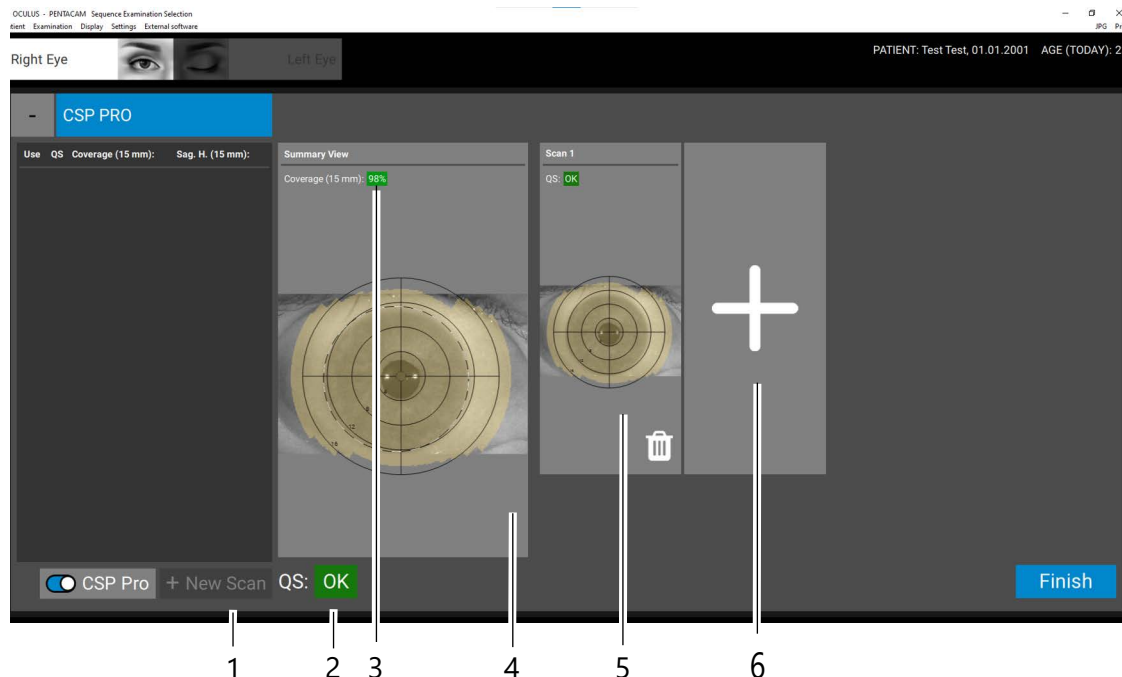 OCULUS - PENTACAM Sequence Examination Selection
tient Examination Display Settings External software
JPG Pr
Right Eye
Left Eye
PATIENT: Test Test, 01.01.2001 AGE (TODAY): 2
- CSP PRO
Use QS Coverage (15 mm): Sag. H. (15 mm):
Summary View
Coverage (15 mm): 98%
Scan 1
QS: OK
12
CSP Pro
+ New Scan
QS: OK
Finish
1 2 3 4 5 6